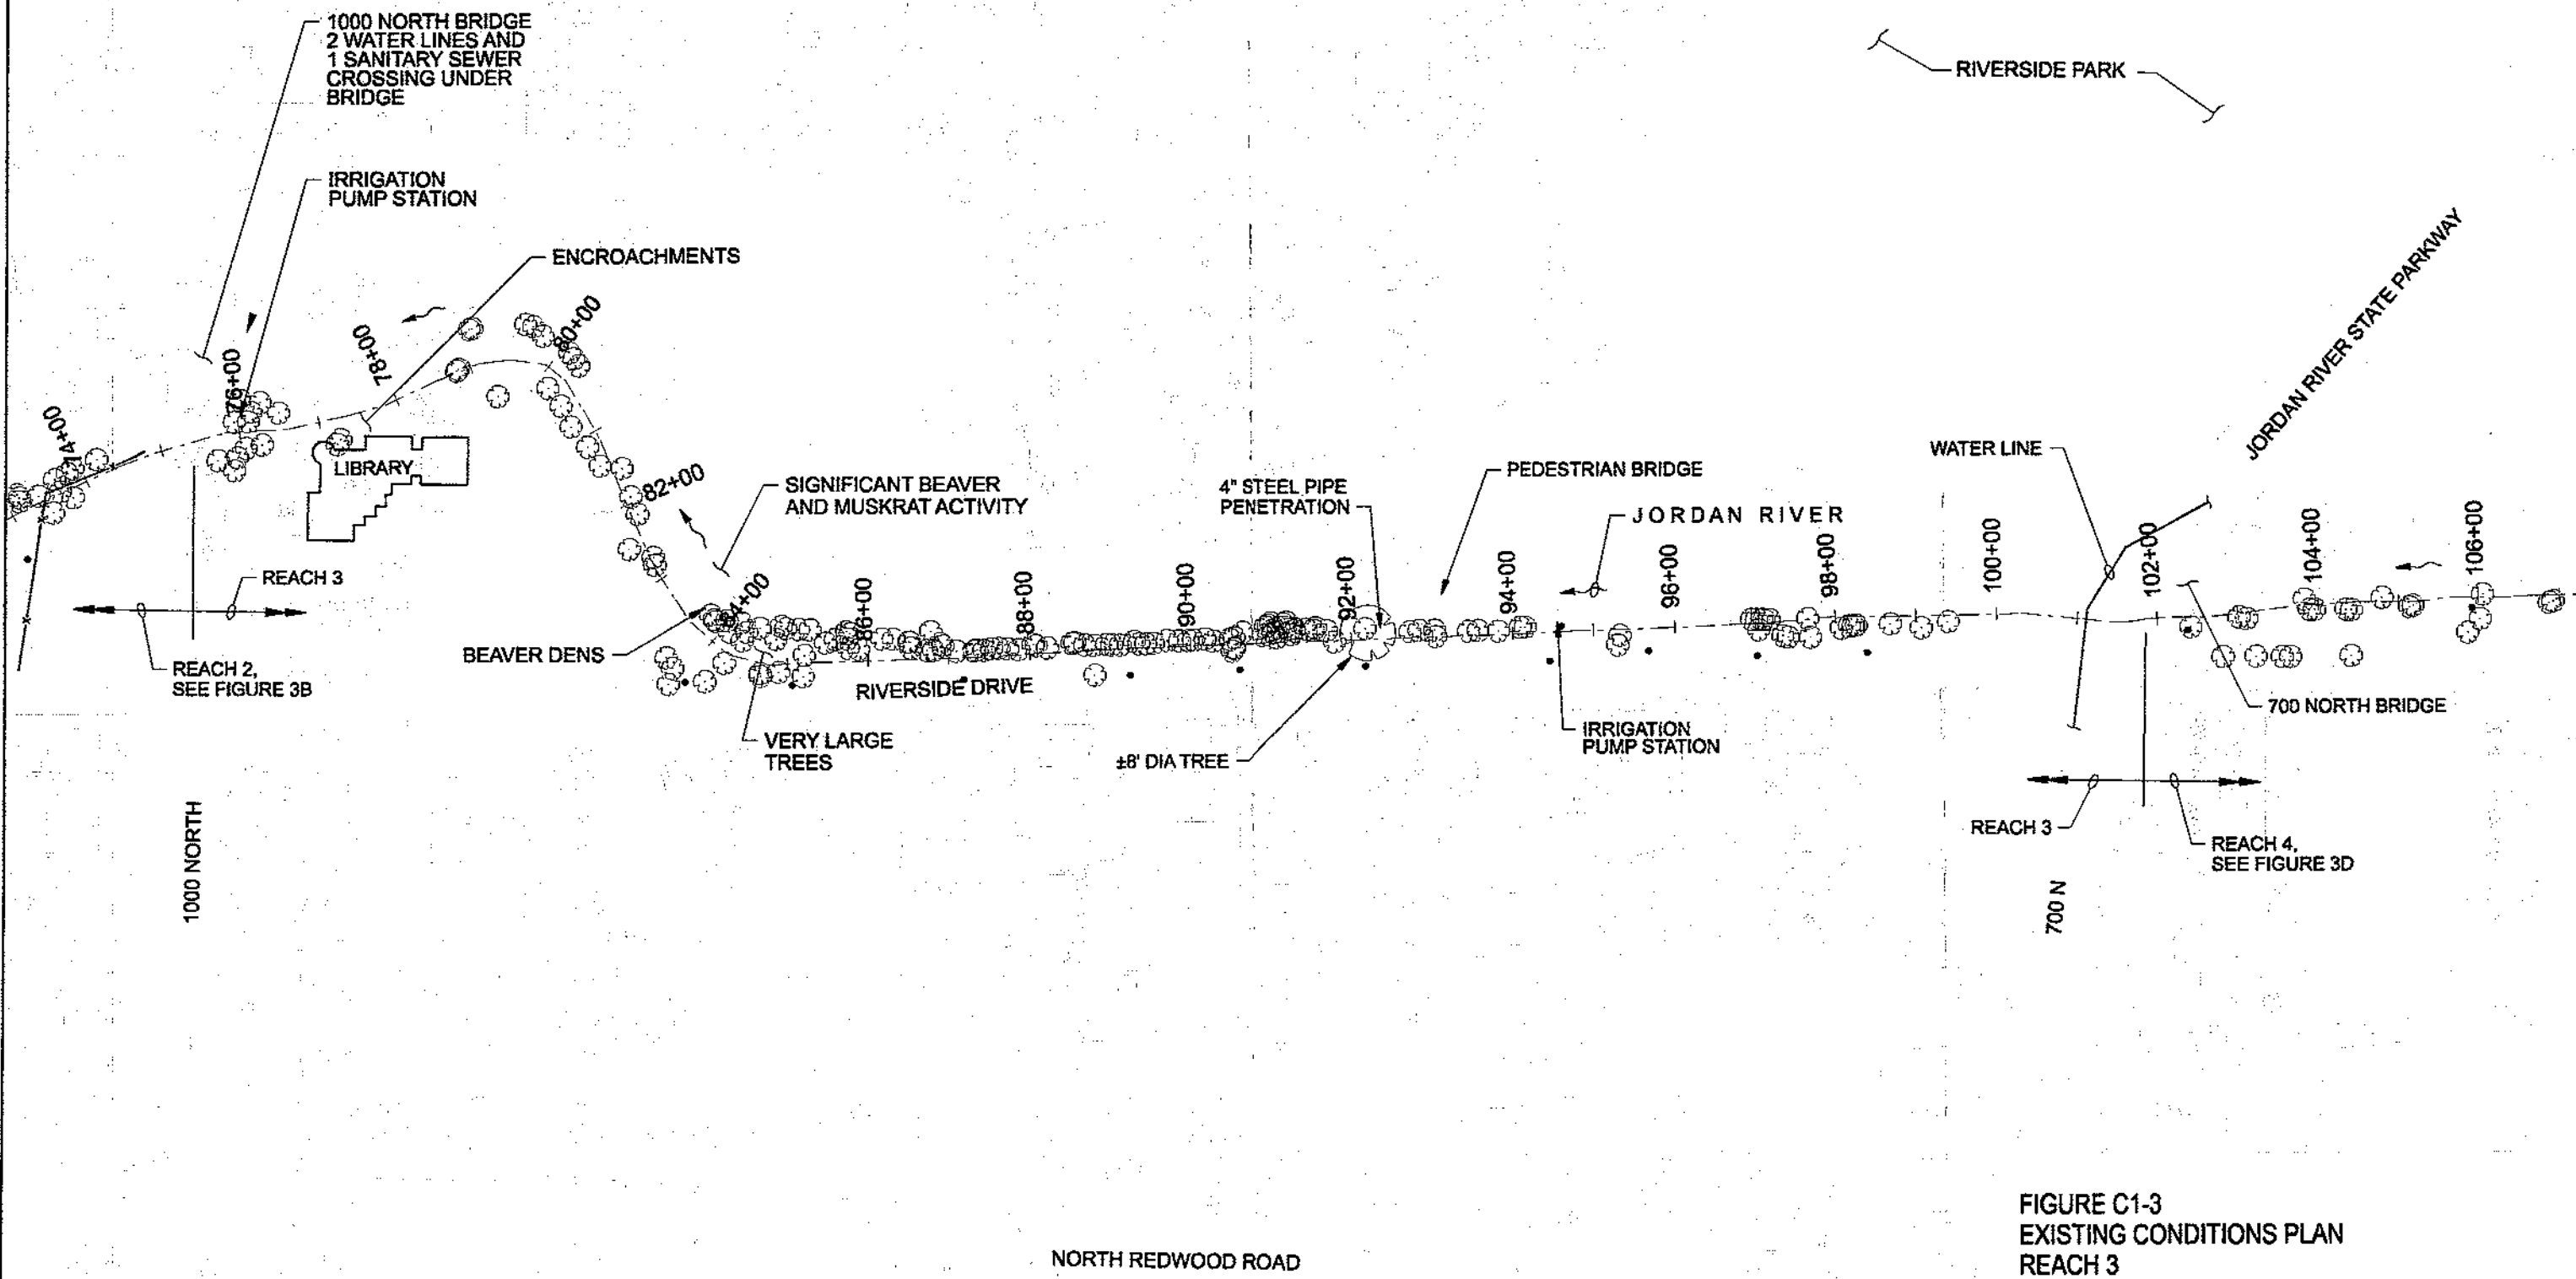 1000 NORTH BRIDGE
2 WATER LINES AND
1 SANITARY SEWER
CROSSING UNDER
BRIDGE
RIVERSIDE PARK
IRRIGATION
PUMP STATION
ENCROACHMENTS
JORDAN RIVER STATE PARKWAY
74+00
76+00
78+00
80+00
82+00
84+00
86+00
88+00
90+00
92+00
94+00
96+00
98+00
100+00
102+00
104+00
106+00
LIBRARY
SIGNIFICANT BEAVER
AND MUSKRAT ACTIVITY
4" STEEL PIPE
PENETRATION
PEDESTRIAN BRIDGE
JORDAN RIVER
WATER LINE
REACH 3
REACH 2,
SEE FIGURE 3B
BEAVER DENS
RIVERSIDE DRIVE
VERY LARGE
TREES
±8' DIA TREE
IRRIGATION
PUMP STATION
700 NORTH BRIDGE
REACH 3
REACH 4,
SEE FIGURE 3D
1000 NORTH
700 N
NORTH REDWOOD ROAD
FIGURE C1-3
EXISTING CONDITIONS PLAN
REACH 3